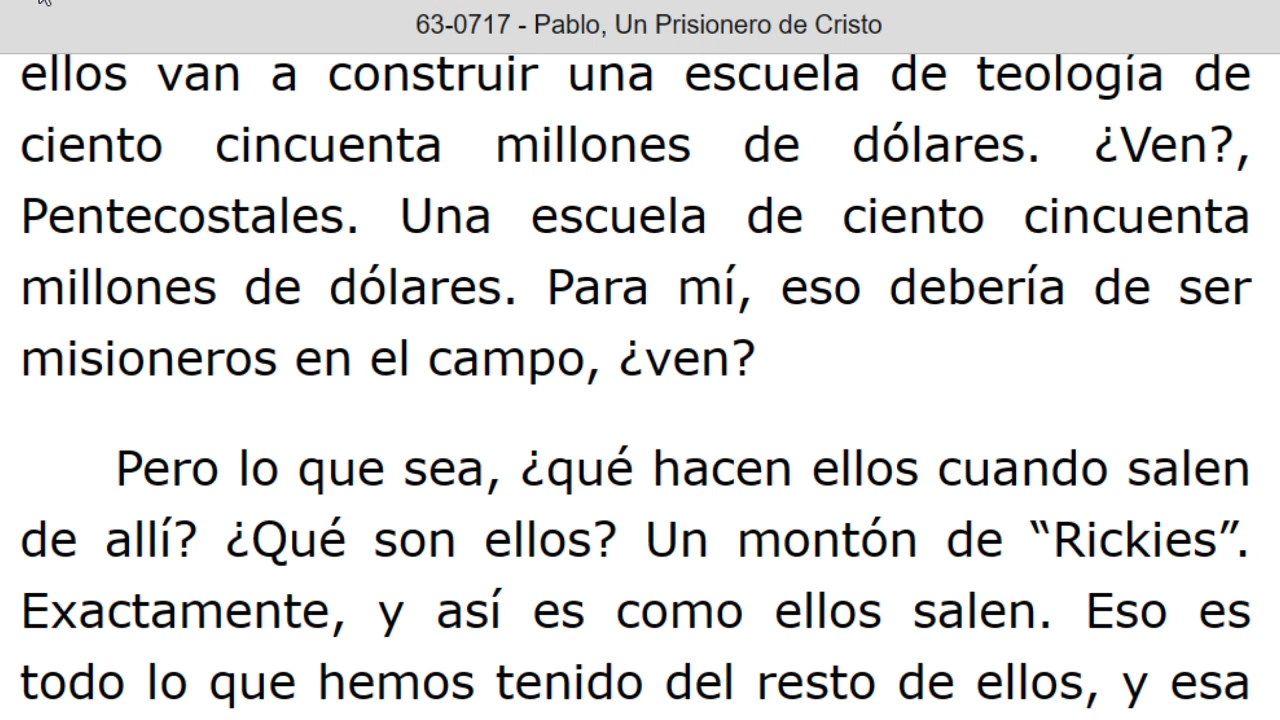 63-0717 - Pablo, Un Prisionero de Cristo
ellos van a construir una escuela de teología de
ciento cincuenta millones de dólares. ¿Ven?,
Pentecostales. Una escuela de ciento cincuenta
millones de dólares. Para mí, eso debería de ser
misioneros en el campo, ¿ven?
Pero lo que sea, ¿qué hacen ellos cuando salen
de allí? ¿Qué son ellos? Un montón de “Rickies”.
Exactamente, y así es como ellos salen. Eso es
todo lo que hemos tenido del resto de ellos, y esa